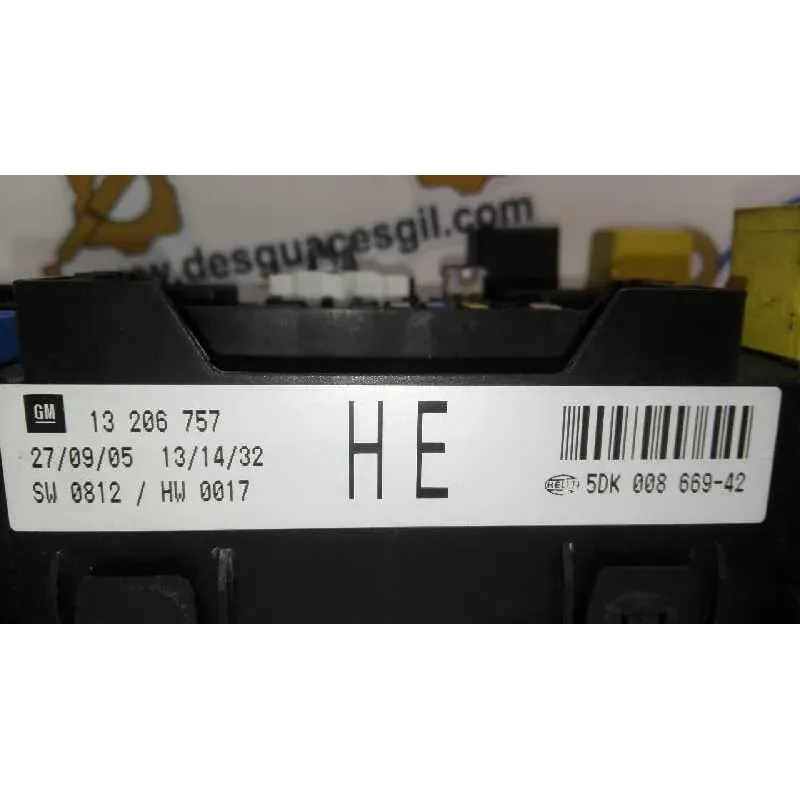 www.desguacesgil.com
GM
13 206 757
27/09/05 13/14/32
SW 0812 / HW 0017
HE
HELLA
5DK 008 669-42